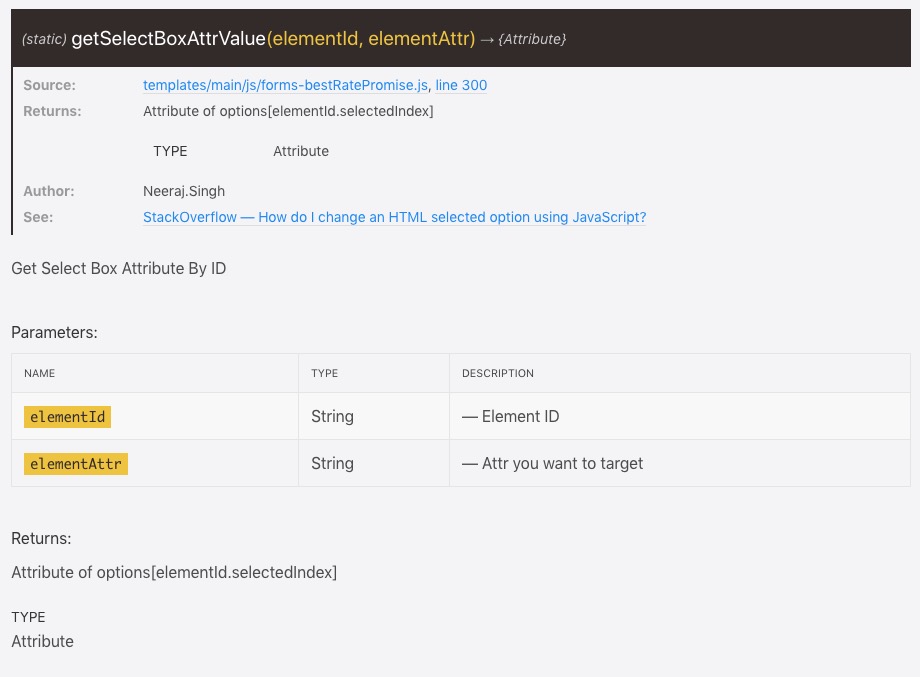 (static) getSelectBoxAttrValue(elementId, elementAttr) → {Attribute}
Source: templates/main/js/forms-bestRatePromise.js, line 300
Returns: Attribute of options[elementId.selectedIndex]
TYPE Attribute
Author: Neeraj.Singh
See: StackOverflow — How do I change an HTML selected option using JavaScript?
Get Select Box Attribute By ID
Parameters:
NAME TYPE DESCRIPTION
elementId String — Element ID
elementAttr String — Attr you want to target
Returns:
Attribute of options[elementId.selectedIndex]
TYPE
Attribute